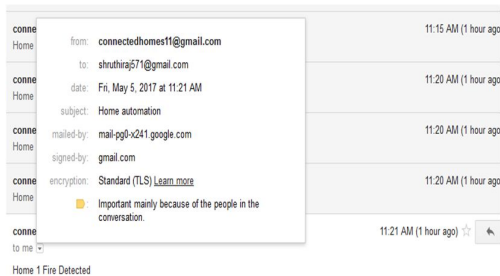 conne
Home
11:15 AM (1 hour ago
conne
Home
11:20 AM (1 hour ago
conne
Home
11:20 AM (1 hour ago
conne
Home
11:20 AM (1 hour ago
from: connectedhomes11@gmail.com
to: shruthiraj571@gmail.com
date: Fri, May 5, 2017 at 11:21 AM
subject: Home automation
mailed-by: mail-pg0-x241.google.com
signed-by: gmail.com
encryption: Standard (TLS) Learn more
: Important mainly because of the people in the
conversation.
conne
11:21 AM (1 hour ago)
to me
Home 1 Fire Detected